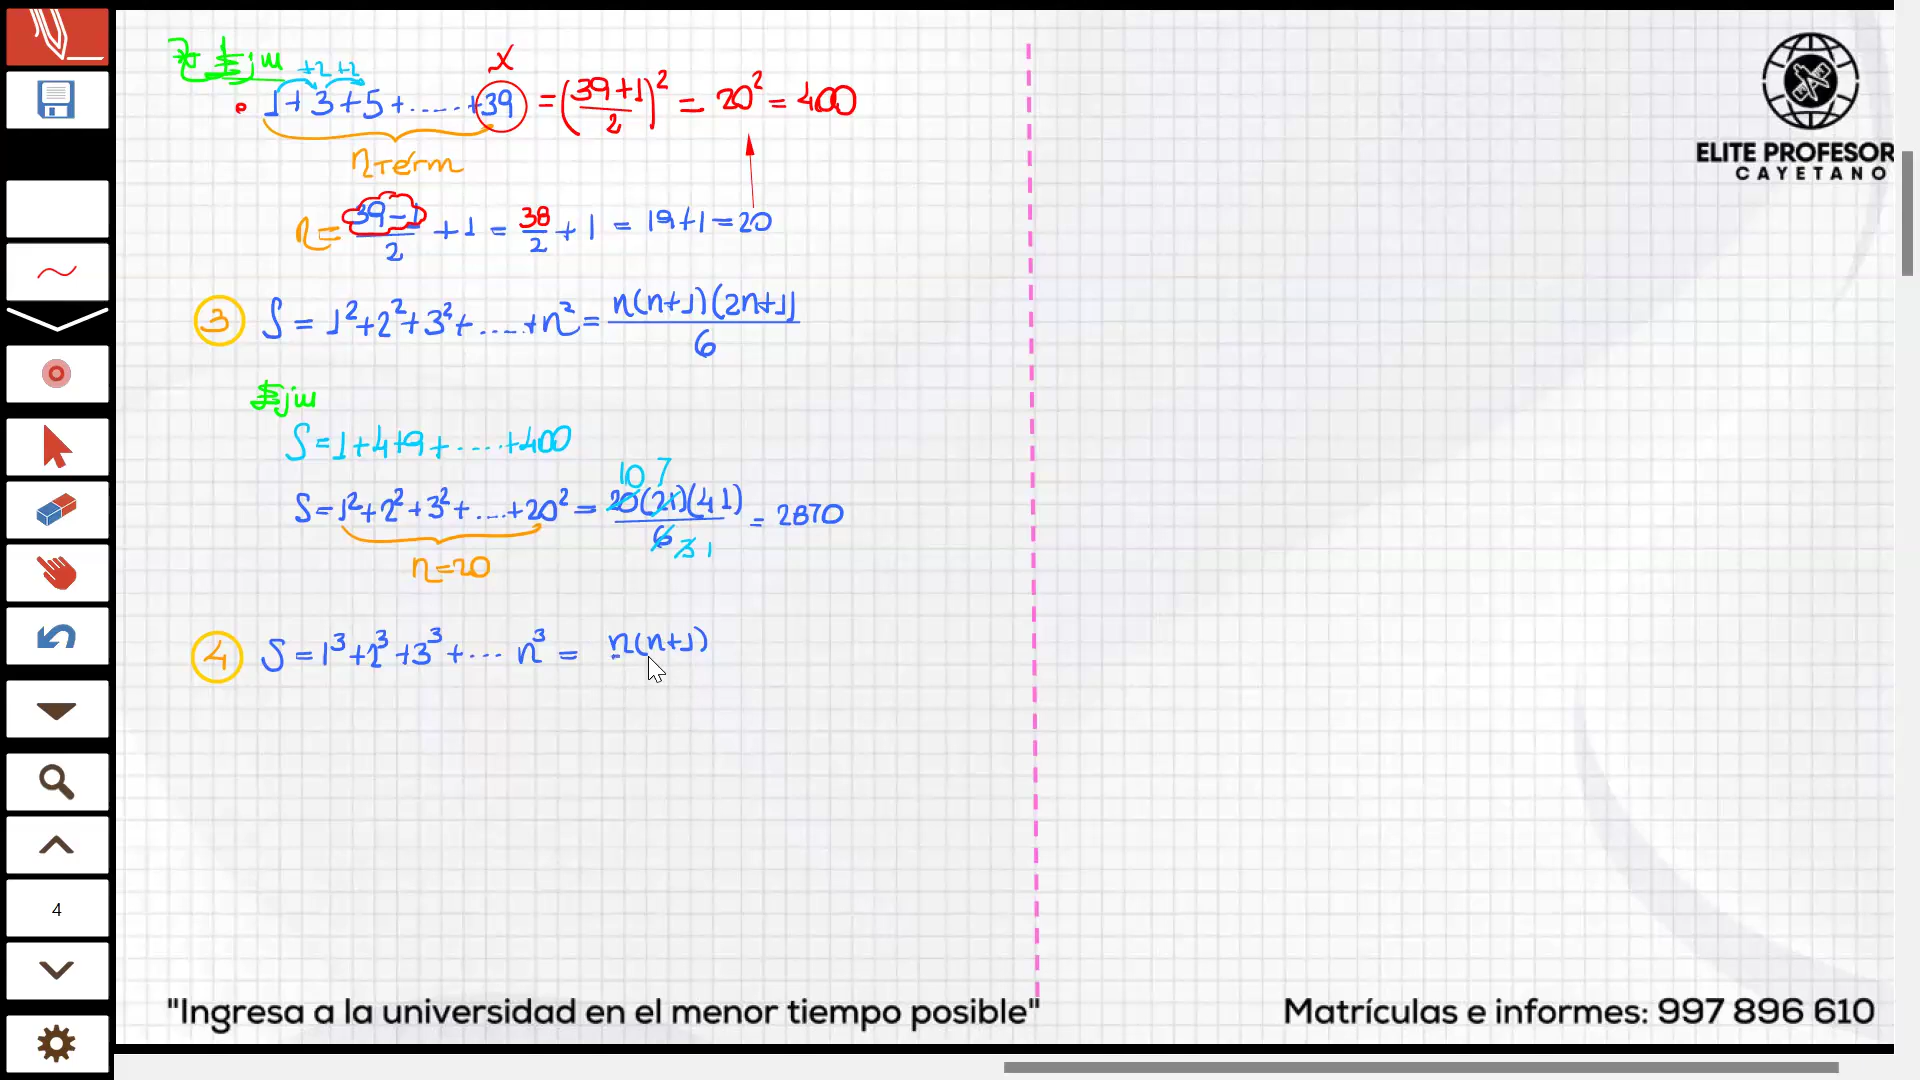 Ejm
+2 +2
x
• 1+3+5+.....+39 = (39+1/2)² = 20² = 400
n térm
n = 39-1/2 + 1 = 38/2 + 1 = 19+1 = 20
③ S = 1²+2²+3²+.....+n² = n(n+1)(2n+1)/6
Ejm
S = 1+4+9+.....+400
10 7
S = 1²+2²+3²+.....+20² = 20(21)(41)/6 = 2870
3 1
n=20
④ S = 1³+2³+3³+... n³ = n(n+1)
ELITE PROFESOR
CAYETANO
4
"Ingresa a la universidad en el menor tiempo posible"
Matrículas e informes: 997 896 610